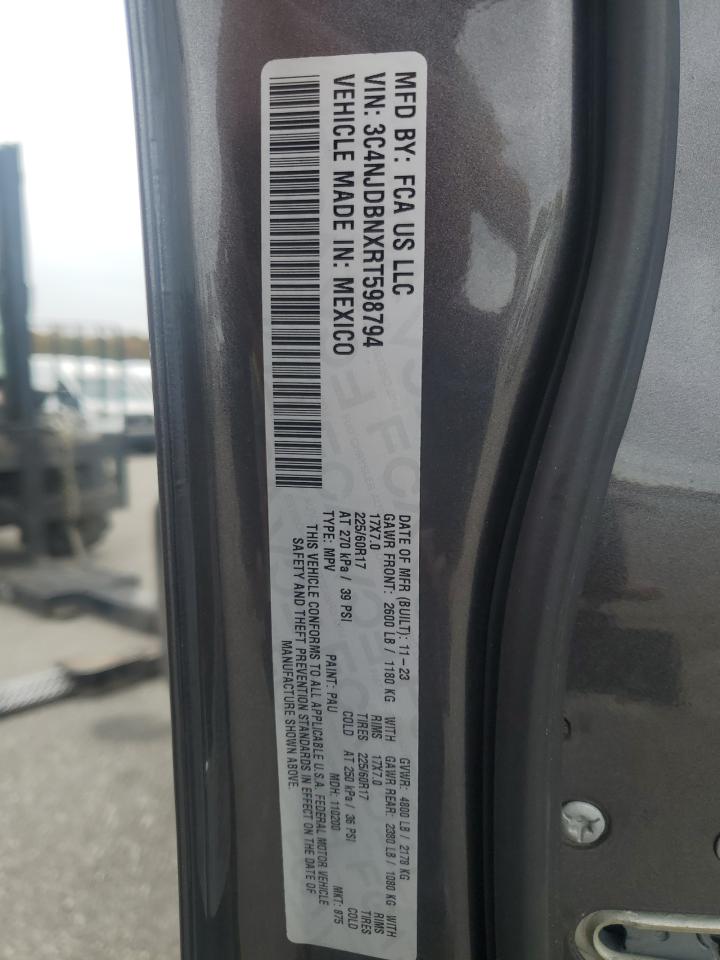 MFD BY: FCA US LLC
VIN: 3C4NJDBNXRT598794
VEHICLE MADE IN: MEXICO
DATE OF MFR (BUILT): 11-23 GVWR: 4800 LB / 2178 KG
GAWR FRONT: 2600 LB / 1180 KG WITH GAWR REAR: 2380 LB / 1080 KG WITH
17X7.0 RIMS 17X7.0 RIMS
225/60R17 TIRES 225/60R17 TIRES
AT 270 kPa / 39 PSI COLD AT 250 kPa / 36 PSI COLD
TYPE: MPV PAINT: PAU MDH: 110200 MKT: 875
THIS VEHICLE CONFORMS TO ALL APPLICABLE U.S.A. FEDERAL MOTOR VEHICLE
SAFETY AND THEFT PREVENTION STANDARDS IN EFFECT ON THE DATE OF
MANUFACTURE SHOWN ABOVE.